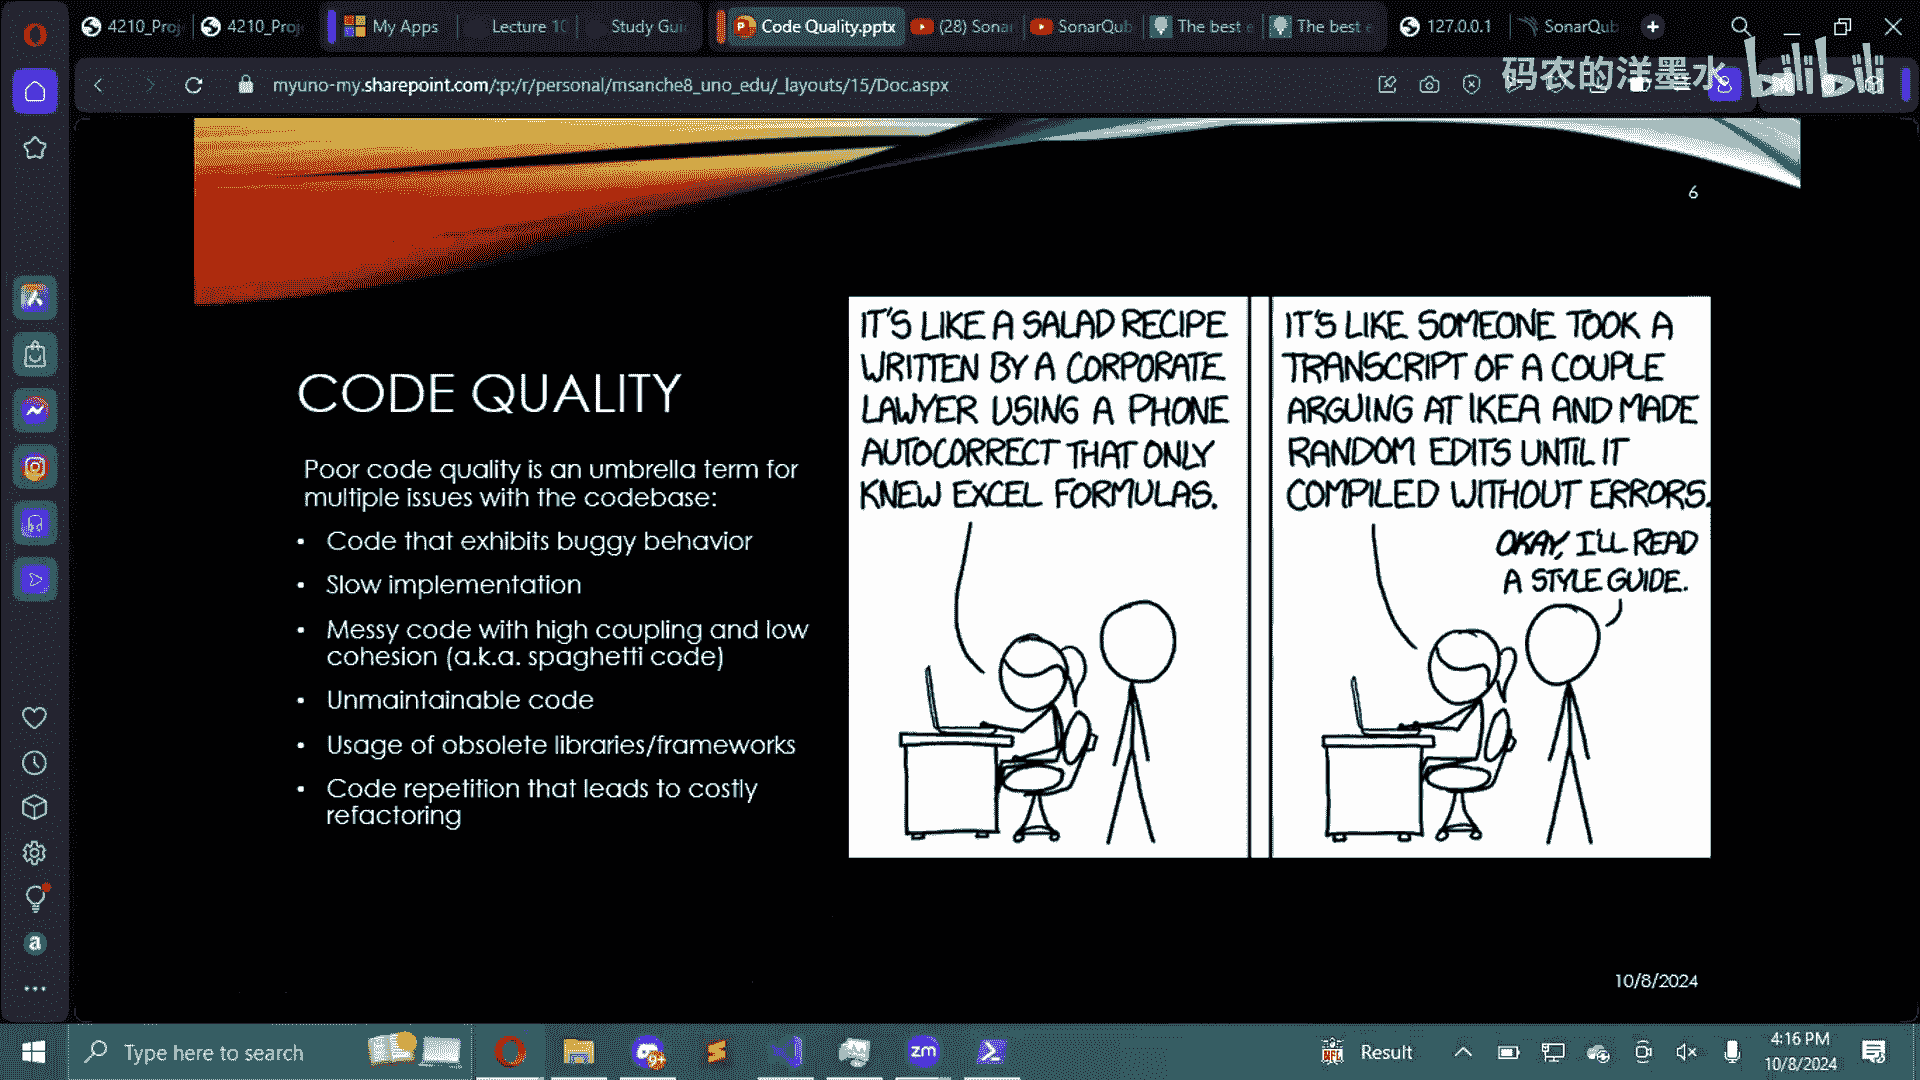 4210_Proj
4210_Proj
My Apps
Lecture 10
Study Gui
Code Quality.pptx
(28) Sona
SonarQub
The best e
The best e
127.0.0.1
SonarQub
myuno-my.sharepoint.com/:p:/r/personal/msanche8_uno_edu/_layouts/15/Doc.aspx
码农的洋墨水
bilibili
6
CODE QUALITY
Poor code quality is an umbrella term for
multiple issues with the codebase:
• Code that exhibits buggy behavior
• Slow implementation
• Messy code with high coupling and low
cohesion (a.k.a. spaghetti code)
• Unmaintainable code
• Usage of obsolete libraries/frameworks
• Code repetition that leads to costly
refactoring
IT'S LIKE A SALAD RECIPE
WRITTEN BY A CORPORATE
LAWYER USING A PHONE
AUTOCORRECT THAT ONLY
KNEW EXCEL FORMULAS.
IT'S LIKE SOMEONE TOOK A
TRANSCRIPT OF A COUPLE
ARGUING AT IKEA AND MADE
RANDOM EDITS UNTIL IT
COMPILED WITHOUT ERRORS.
OKAY, I'LL READ
A STYLE GUIDE.
10/8/2024
Type here to search
zm
Result
4:16 PM
10/8/2024